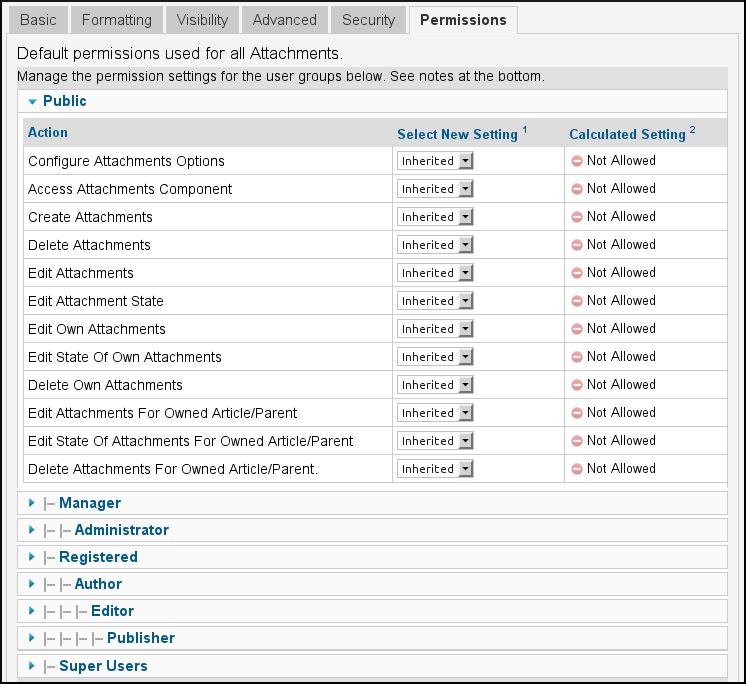 Basic Formatting Visibility Advanced Security Permissions
Default permissions used for all Attachments.
Manage the permission settings for the user groups below. See notes at the bottom.
Public
Action Select New Setting 1 Calculated Setting 2
Configure Attachments Options Inherited Not Allowed
Access Attachments Component Inherited Not Allowed
Create Attachments Inherited Not Allowed
Delete Attachments Inherited Not Allowed
Edit Attachments Inherited Not Allowed
Edit Attachment State Inherited Not Allowed
Edit Own Attachments Inherited Not Allowed
Edit State Of Own Attachments Inherited Not Allowed
Delete Own Attachments Inherited Not Allowed
Edit Attachments For Owned Article/Parent Inherited Not Allowed
Edit State Of Attachments For Owned Article/Parent Inherited Not Allowed
Delete Attachments For Owned Article/Parent. Inherited Not Allowed
|– Manager
|– |– Administrator
|– Registered
|– |– Author
|– |– |– Editor
|– |– |– |– Publisher
|– Super Users